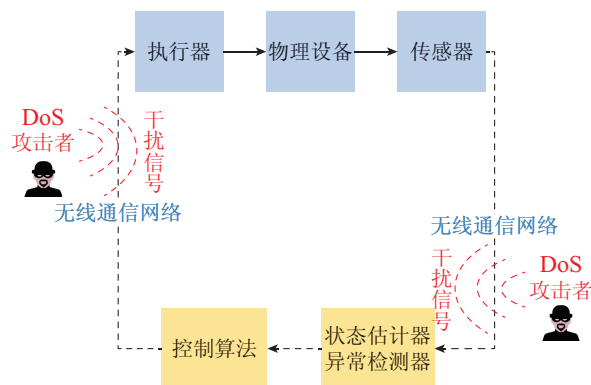 执行器
物理设备
传感器
DoS
攻击者
干扰信号
无线通信网络
无线通信网络
干扰信号
DoS
攻击者
控制算法
状态估计器
异常检测器